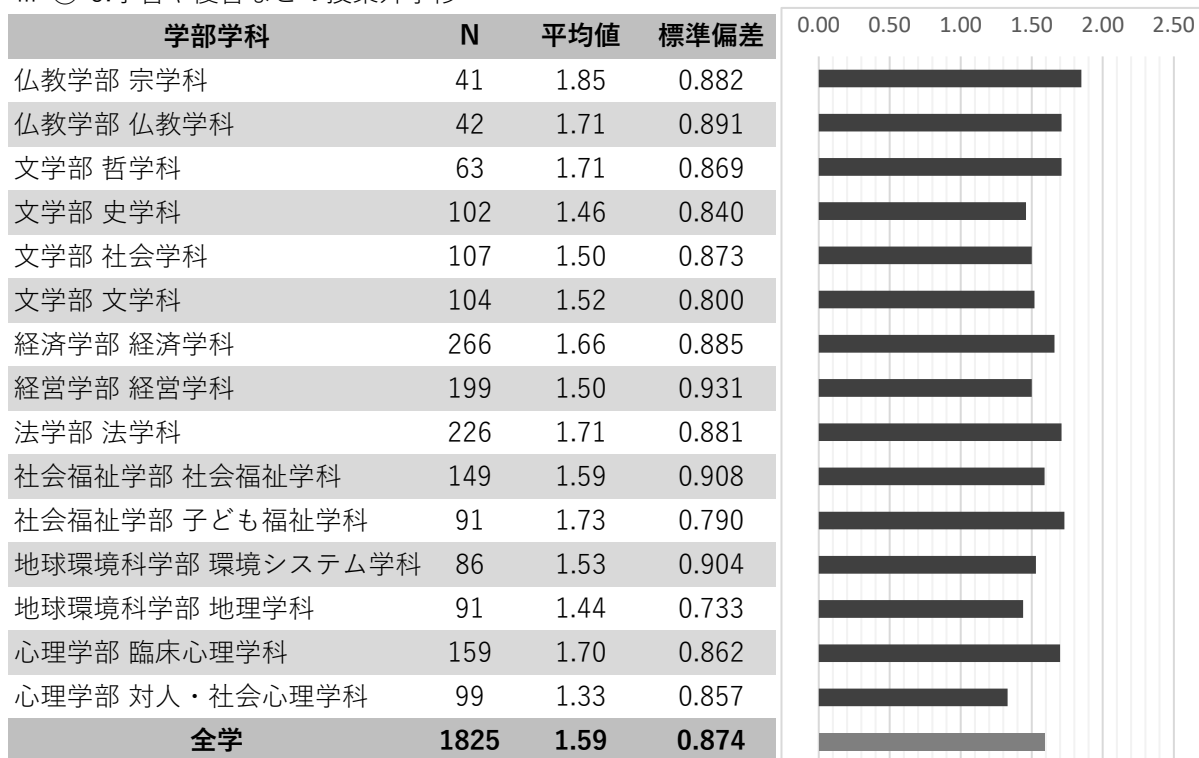 0.00 0.50 1.00 1.50 2.00 2.50
学部学科 N 平均値 標準偏差
仏教学部 宗学科 41 1.85 0.882
仏教学部 仏教学科 42 1.71 0.891
文学部 哲学科 63 1.71 0.869
文学部 史学科 102 1.46 0.840
文学部 社会学科 107 1.50 0.873
文学部 文学科 104 1.52 0.800
経済学部 経済学科 266 1.66 0.885
経営学部 経営学科 199 1.50 0.931
法学部 法学科 226 1.71 0.881
社会福祉学部 社会福祉学科 149 1.59 0.908
社会福祉学部 子ども福祉学科 91 1.73 0.790
地球環境科学部 環境システム学科 86 1.53 0.904
地球環境科学部 地理学科 91 1.44 0.733
心理学部 臨床心理学科 159 1.70 0.862
心理学部 対人・社会心理学科 99 1.33 0.857
全学 1825 1.59 0.874